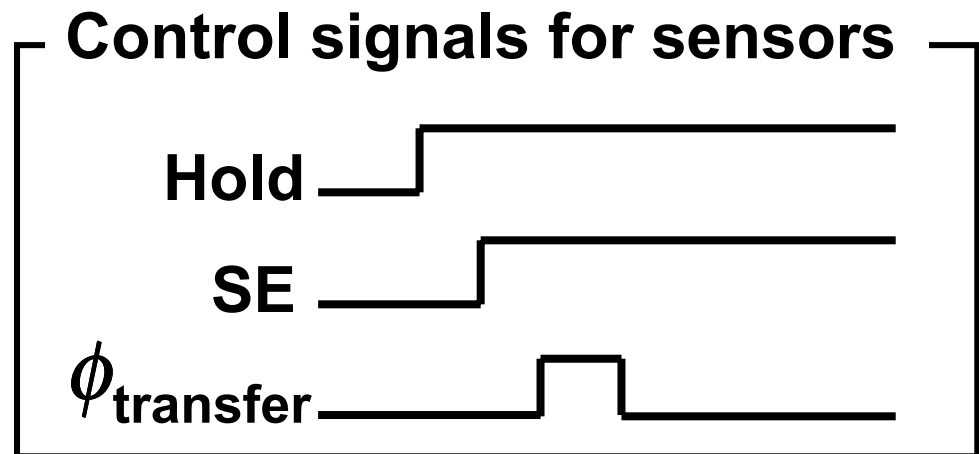 Control signals for sensors
Hold
SE
ϕtransfer